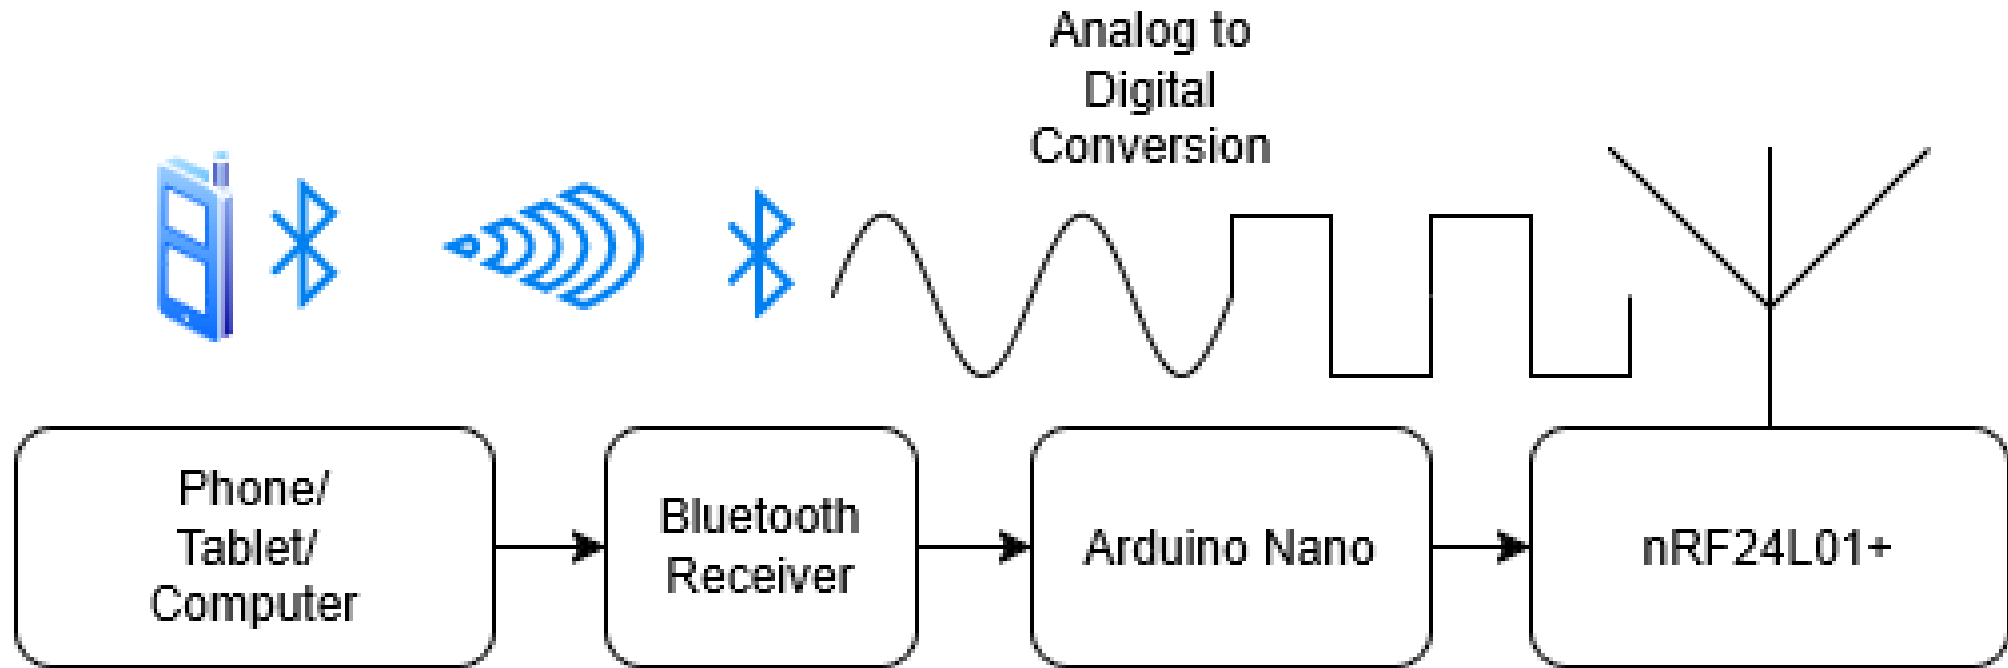 Analog to
Digital
Conversion
Phone/
Tablet/
Computer
Bluetooth
Receiver
Arduino Nano
nRF24L01+